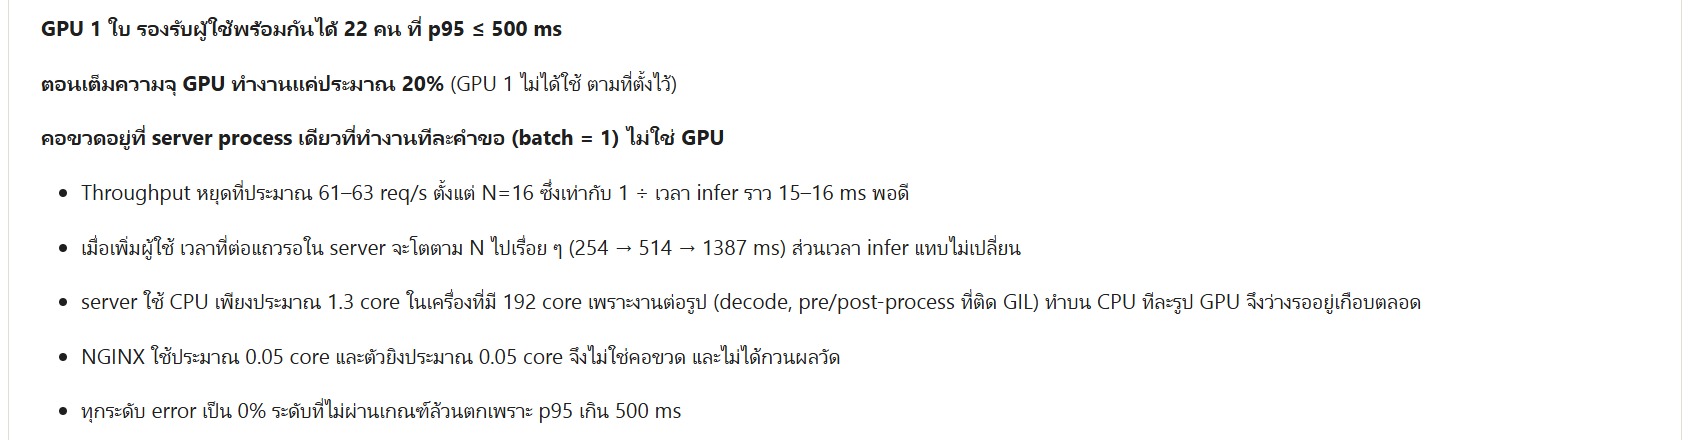 GPU 1 ใบ รองรับผู้ใช้พร้อมกันได้ 22 คน ที่ p95 ≤ 500 ms
ตอนเต็มความจุ GPU ทำงานแค่ประมาณ 20% (GPU 1 ไม่ได้ใช้ ตามที่ตั้งไว้)
คอขวดอยู่ที่ server process เดียวที่ทำงานทีละคำขอ (batch = 1) ไม่ใช่ GPU
• Throughput หยุดที่ประมาณ 61–63 req/s ตั้งแต่ N=16 ซึ่งเท่ากับ 1 ÷ เวลา infer ราว 15–16 ms พอดี
• เมื่อเพิ่มผู้ใช้ เวลาที่ต่อแถวรอใน server จะโตตาม N ไปเรื่อย ๆ (254 → 514 → 1387 ms) ส่วนเวลา infer แทบไม่เปลี่ยน
• server ใช้ CPU เพียงประมาณ 1.3 core ในเครื่องที่มี 192 core เพราะงานต่อรูป (decode, pre/post-process ที่ติด GIL) ทำบน CPU ทีละรูป GPU จึงว่างรออยู่เกือบตลอด
• NGINX ใช้ประมาณ 0.05 core และตัวยิงประมาณ 0.05 core จึงไม่ใช่คอขวด และไม่ได้กวนผลวัด
• ทุกระดับ error เป็น 0% ระดับที่ไม่ผ่านเกณฑ์ล้วนตกเพราะ p95 เกิน 500 ms